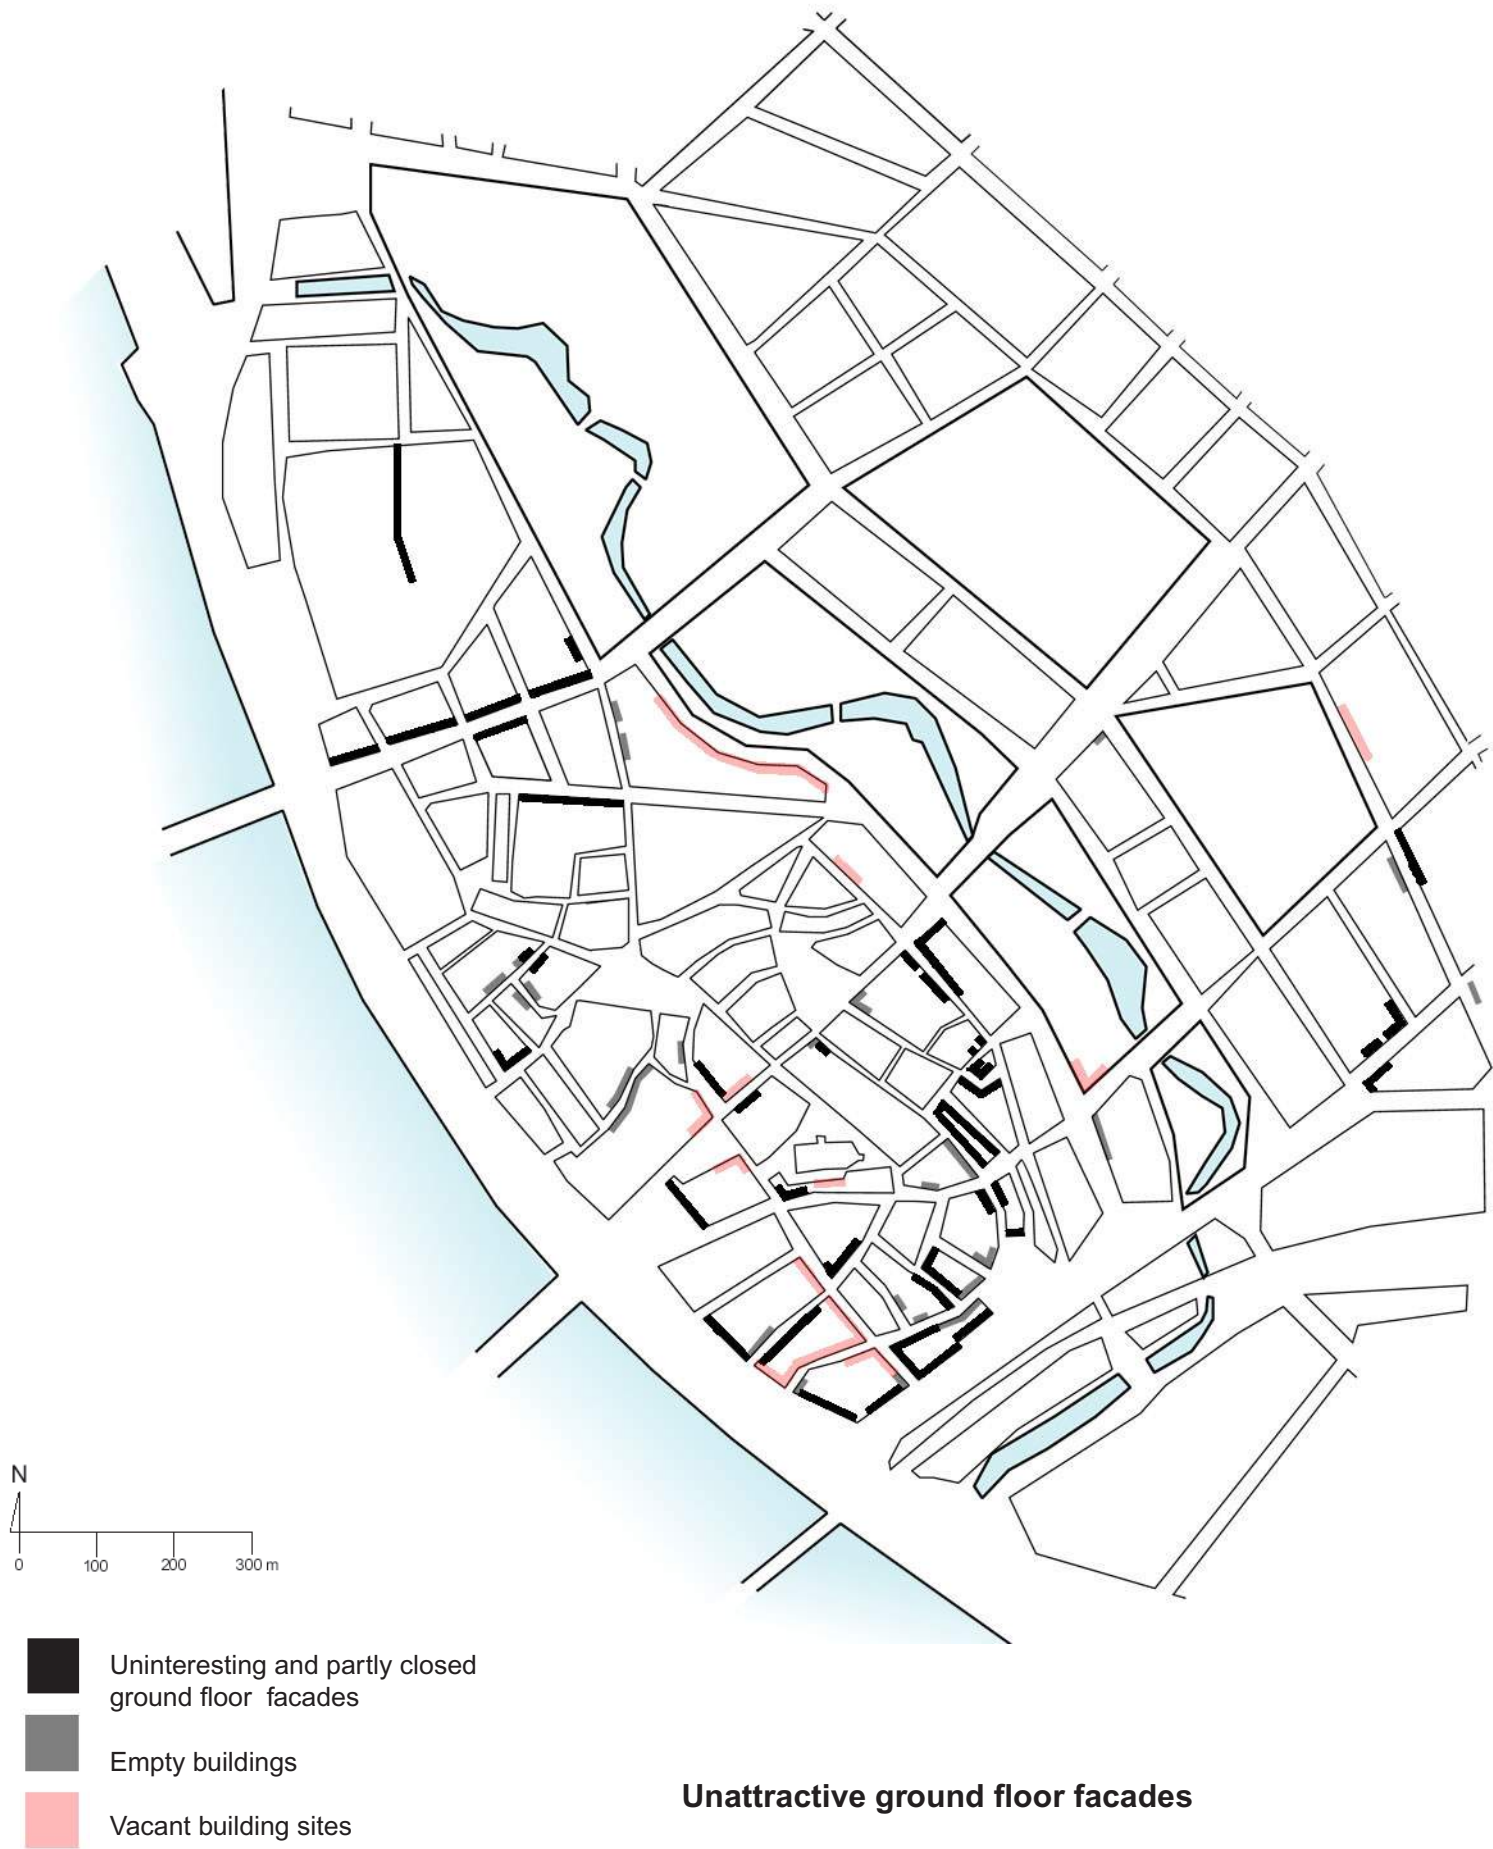 N
0 100 200 300 m
Uninteresting and partly closed
ground floor facades
Empty buildings
Vacant building sites
Unattractive ground floor facades